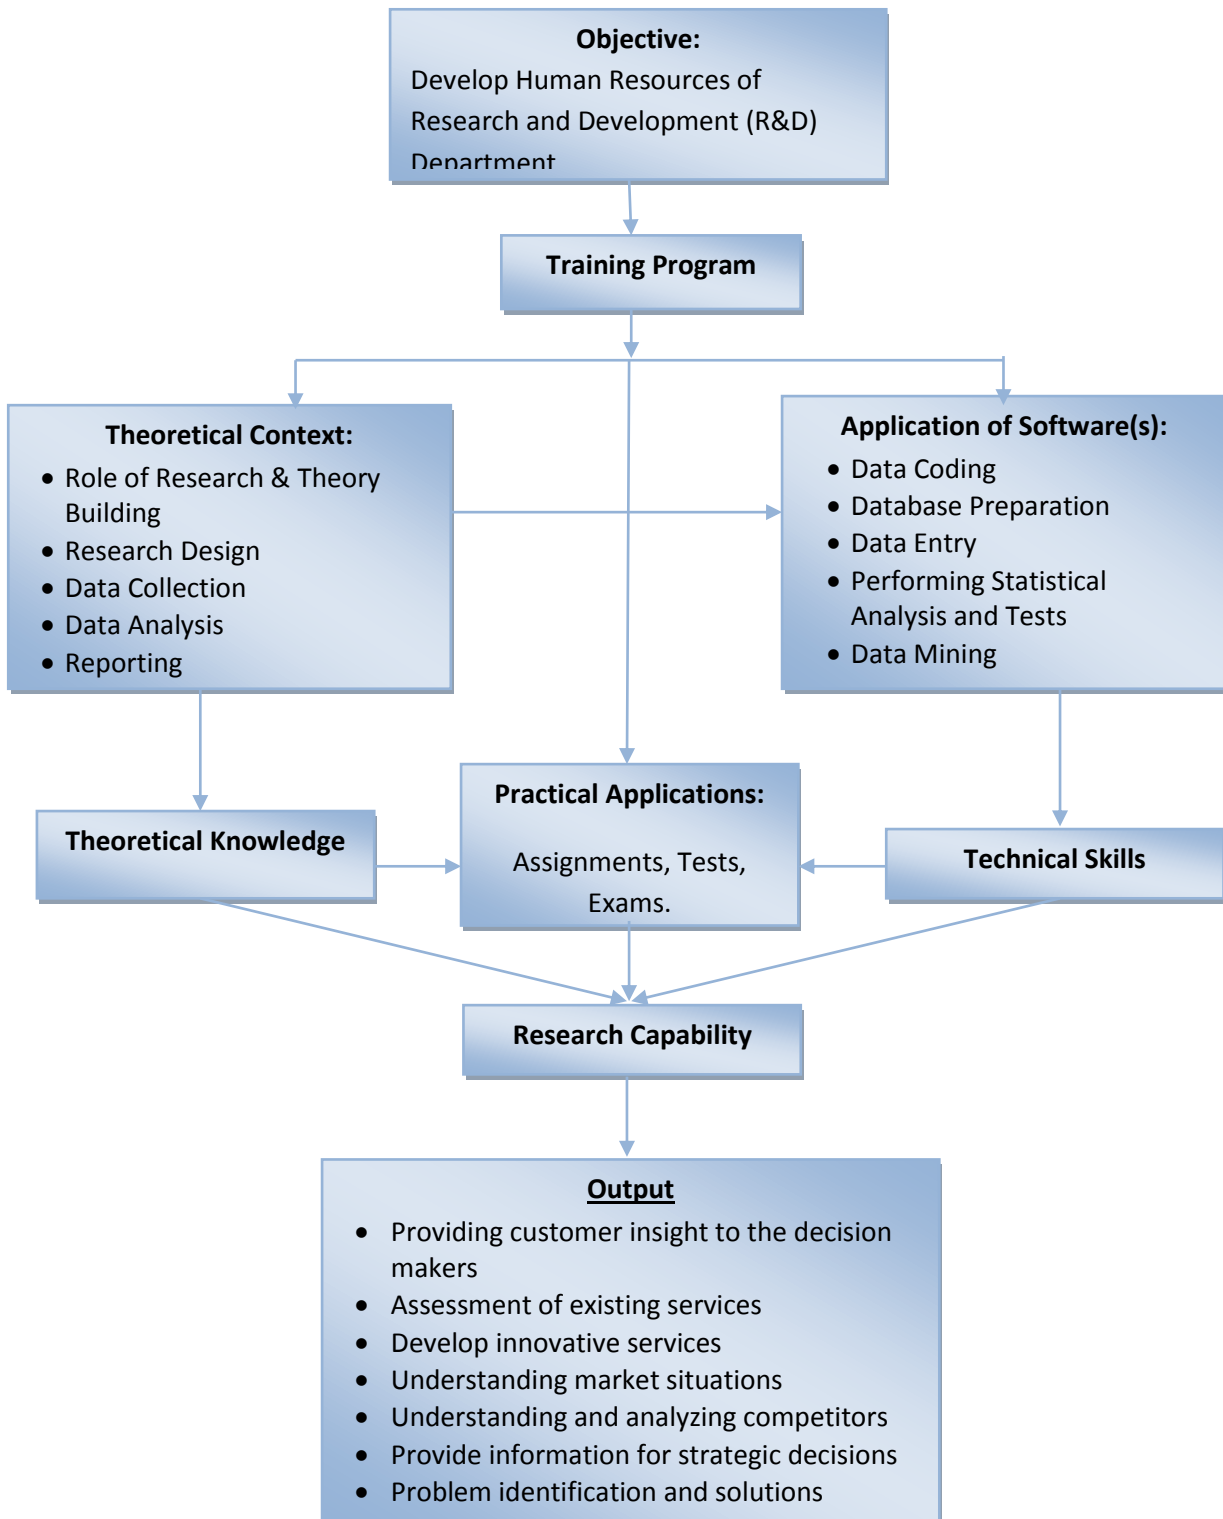 Objective:
Develop Human Resources of
Research and Development (R&D)
Department
Training Program
Theoretical Context:
• Role of Research & Theory
Building
• Research Design
• Data Collection
• Data Analysis
• Reporting
Application of Software(s):
• Data Coding
• Database Preparation
• Data Entry
• Performing Statistical
Analysis and Tests
• Data Mining
Theoretical Knowledge
Practical Applications:
Assignments, Tests,
Exams.
Technical Skills
Research Capability
Output
• Providing customer insight to the decision
makers
• Assessment of existing services
• Develop innovative services
• Understanding market situations
• Understanding and analyzing competitors
• Provide information for strategic decisions
• Problem identification and solutions